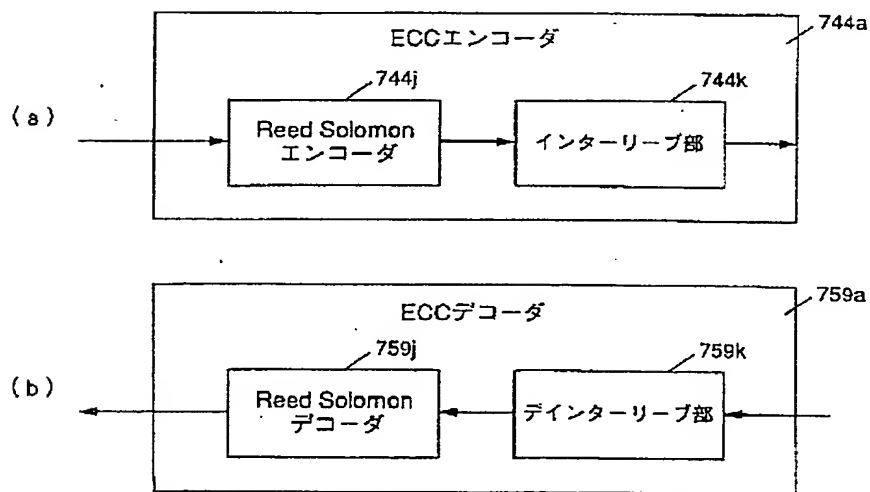 ECCエンコーダ
744a
744j
744k
(a)
Reed Solomon
エンコーダ
インターリーブ部
ECCデコーダ
759a
759j
759k
(b)
Reed Solomon
デコーダ
デインターリーブ部